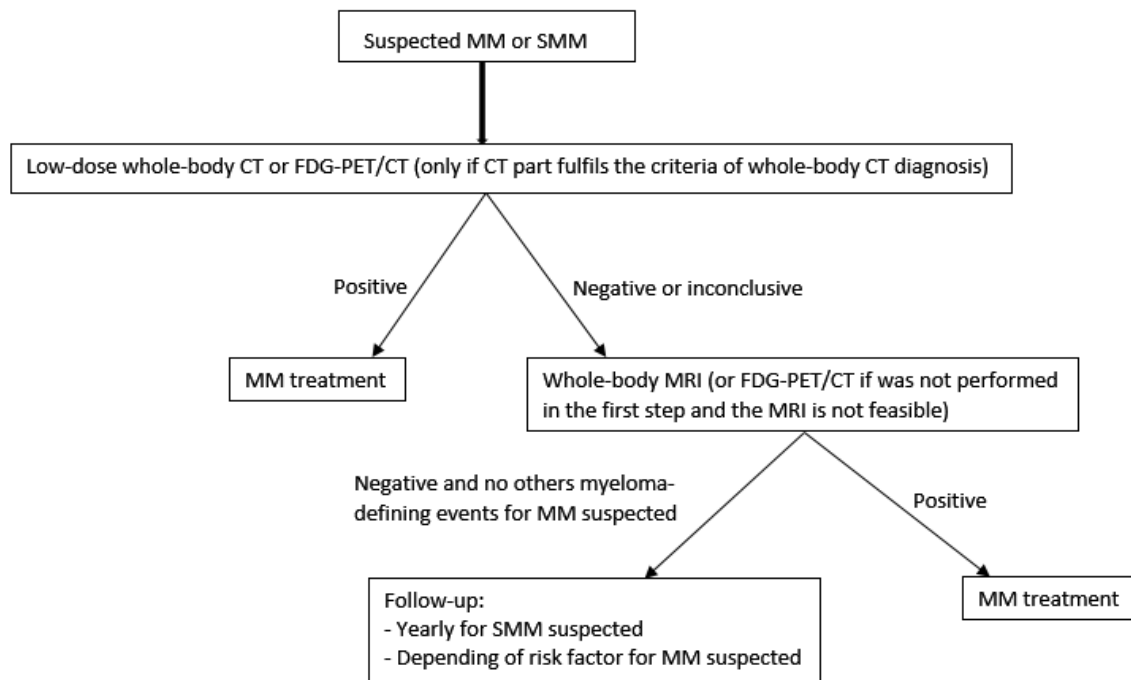 Suspected MM or SMM
Low-dose whole-body CT or FDG-PET/CT (only if CT part fulfils the criteria of whole-body CT diagnosis)
Positive
Negative or inconclusive
MM treatment
Whole-body MRI (or FDG-PET/CT if was not performed
in the first step and the MRI is not feasible)
Negative and no others myeloma-
defining events for MM suspected
Positive
Follow-up:
- Yearly for SMM suspected
- Depending of risk factor for MM suspected
MM treatment